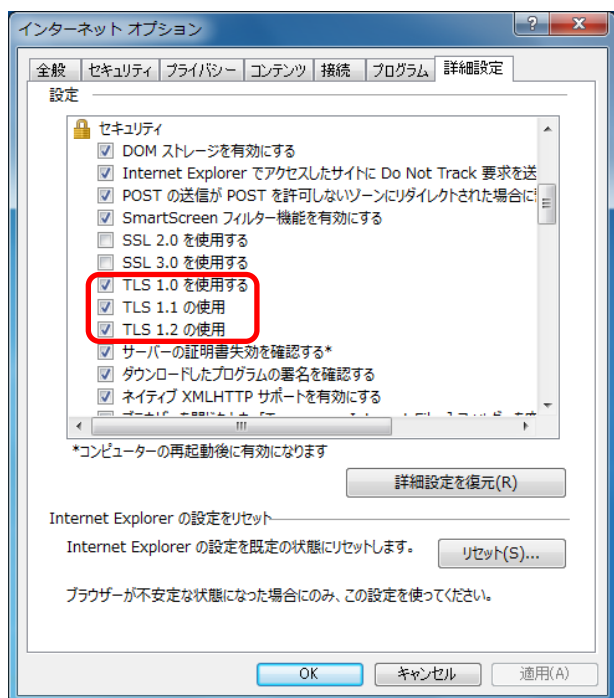 インターネット オプション
全般 セキュリティ プライバシー コンテンツ 接続 プログラム 詳細設定
設定
セキュリティ
DOM ストレージを有効にする
Internet Explorer でアクセスしたサイトに Do Not Track 要求を送
POST の送信が POST を許可しないゾーンにリダイレクトされた場合に
SmartScreen フィルター機能を有効にする
SSL 2.0 を使用する
SSL 3.0 を使用する
TLS 1.0 を使用する
TLS 1.1 の使用
TLS 1.2 の使用
サーバーの証明書失効を確認する*
ダウンロードしたプログラムの署名を確認する
ネイティブ XMLHTTP サポートを有効にする
*コンピューターの再起動後に有効になります
詳細設定を復元(R)
Internet Explorer の設定をリセット
Internet Explorer の設定を既定の状態にリセットします。
リセット(S)...
ブラウザーが不安定な状態になった場合にのみ、この設定を使ってください。
OK キャンセル 適用(A)